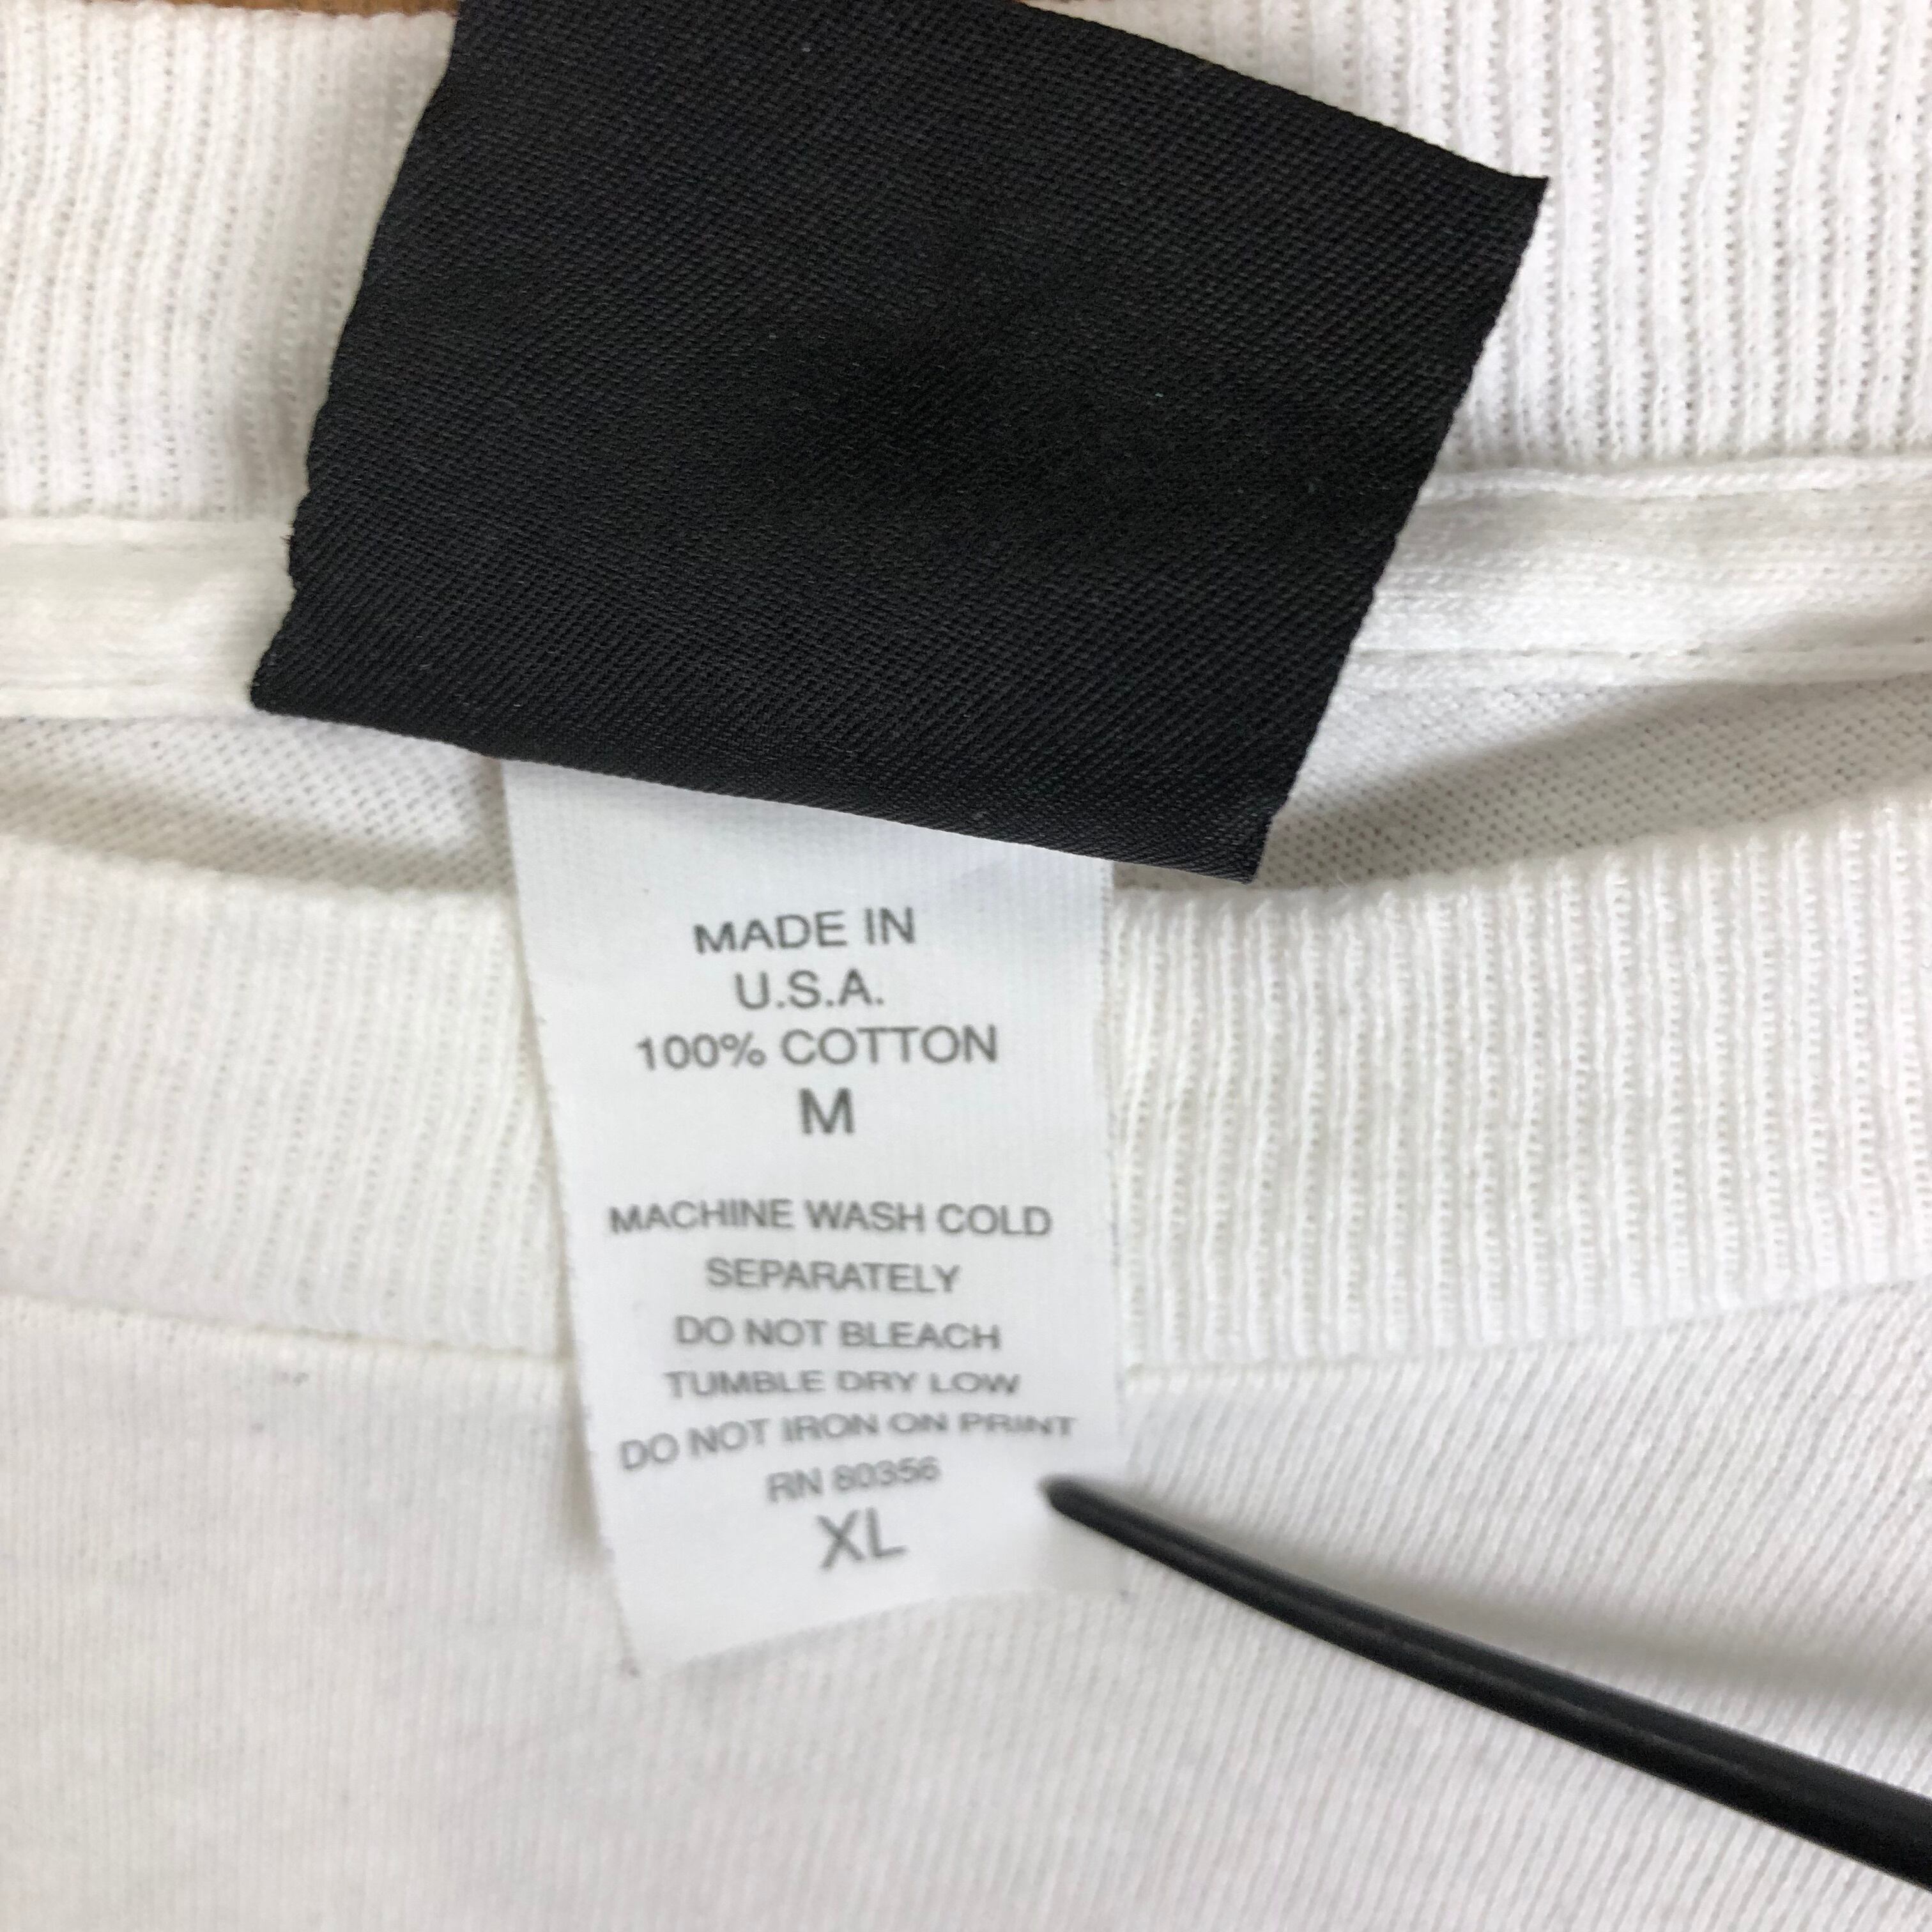 MADE IN
U.S.A.
100% COTTON
M
MACHINE WASH COLD
SEPARATELY
DO NOT BLEACH
TUMBLE DRY LOW
DO NOT IRON ON PRINT
RN 80356
XL